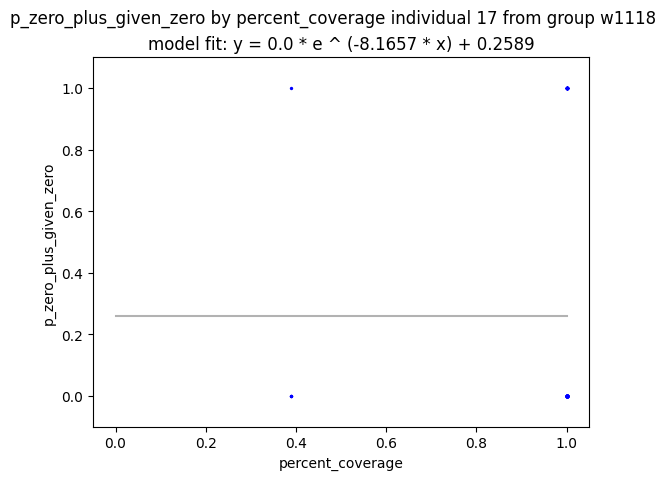 p_zero_plus_given_zero by percent_coverage individual 17 from group w1118
model fit: y = 0.0 * e ^ (-8.1657 * x) + 0.2589
p_zero_plus_given_zero
1.0
0.8
0.6
0.4
0.2
0.0
0.0 0.2 0.4 0.6 0.8 1.0
percent_coverage